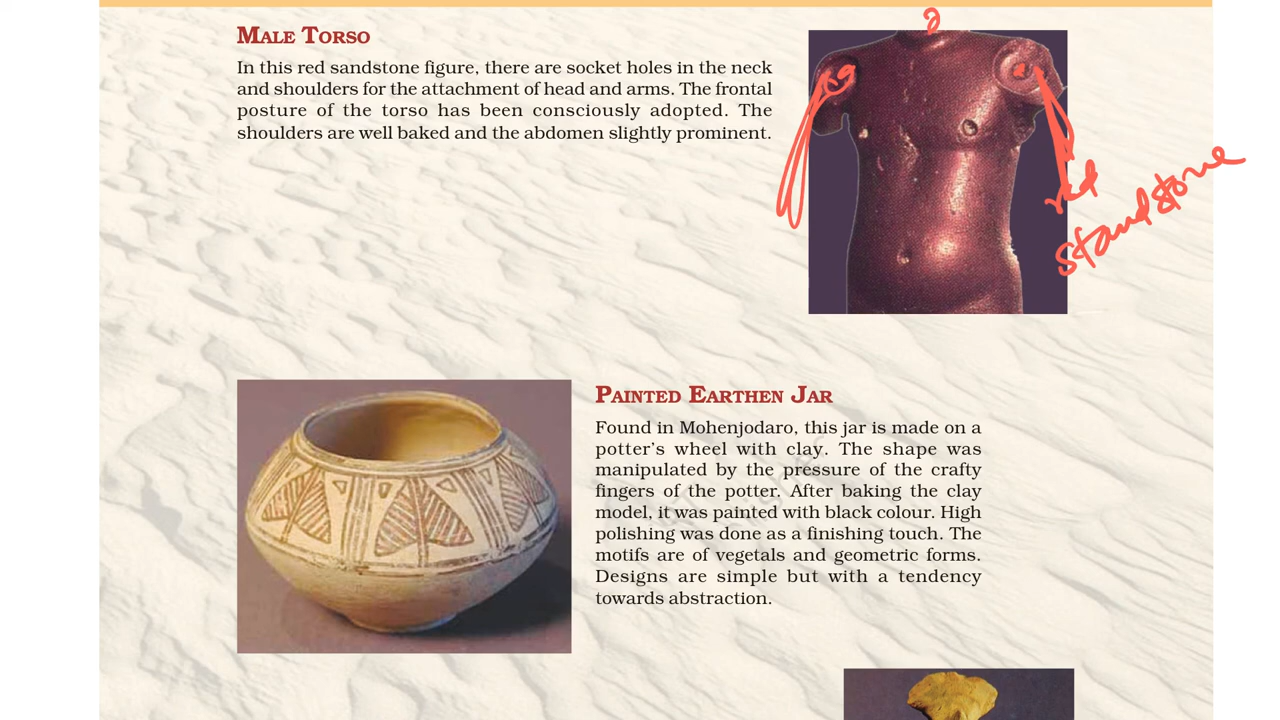 MALE TORSO
In this red sandstone figure, there are socket holes in the neck
and shoulders for the attachment of head and arms. The frontal
posture of the torso has been consciously adopted. The
shoulders are well baked and the abdomen slightly prominent.
red
standstone
PAINTED EARTHEN JAR
Found in Mohenjodaro, this jar is made on a
potter's wheel with clay. The shape was
manipulated by the pressure of the crafty
fingers of the potter. After baking the clay
model, it was painted with black colour. High
polishing was done as a finishing touch. The
motifs are of vegetals and geometric forms.
Designs are simple but with a tendency
towards abstraction.